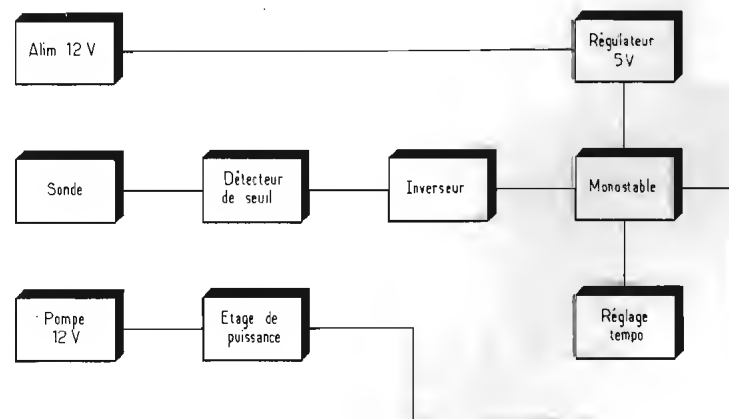 Alim 12 V
Régulateur
5V
Sonde
Détecteur
de seuil
Inverseur
Monostable
Pompe
12 V
Etage de
puissance
Réglage
tempo